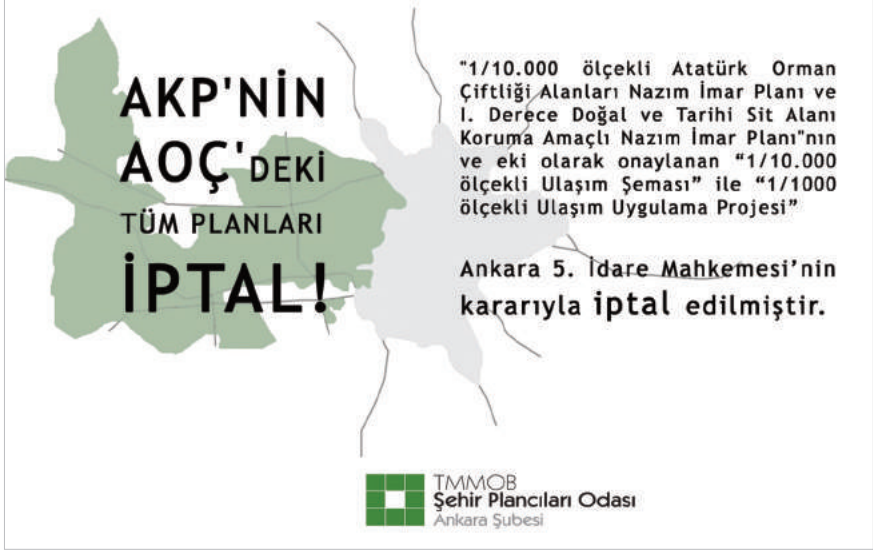 AKP'NİN
AOÇ'DEKİ
TÜM PLANLARI
İPTAL!
"1/10.000 ölçekli Atatürk Orman
Çiftliği Alanları Nazım İmar Planı ve
I. Derece Doğal ve Tarihi Sit Alanı
Koruma Amaçlı Nazım İmar Planı"nın
ve eki olarak onaylanan “1/10.000
ölçekli Ulaşım Şeması” ile “1/1000
ölçekli Ulaşım Uygulama Projesi”
Ankara 5. İdare Mahkemesi’nin
kararıyla iptal edilmiştir.
TMMOB
Şehir Plancıları Odası
Ankara Şubesi